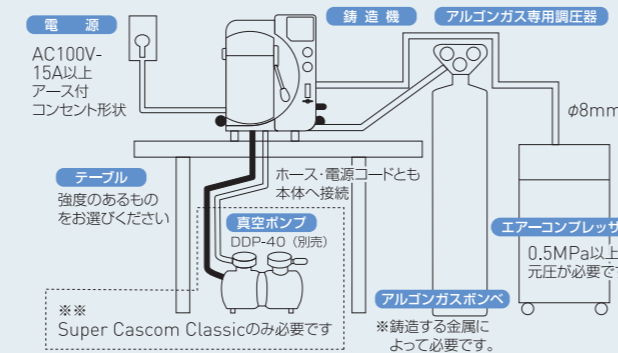 電 源
AC100V-
15A以上
アース付
コンセント形状
鋳 造 機
アルゴンガス専用調圧器
φ8mm
テーブル
強度のあるもの
をお選びください
ホース・電源コードとも
本体へ接続
真空ポンプ
DDP-40（別売）
エアーコンプレッサ
0.5MPa以上
元圧が必要で
アルゴンガスボンベ
※鋳造する金属に
よって必要です。
※※
Super Cascom Classicのみ必要です